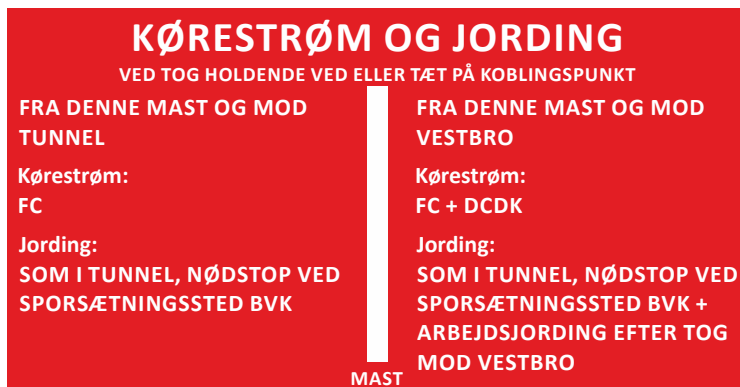 KØRESTRØM OG JORDING
VED TOG HOLDENDE VED ELLER TÆT PÅ KOBLINGSPUNKT
FRA DENNE MAST OG MOD
TUNNEL
Kørestrøm:
FC
Jording:
SOM I TUNNEL, NØDSTOP VED
SPORSÆTNINGSSTED BVK
FRA DENNE MAST OG MOD
VESTBRO
Kørestrøm:
FC + DCDK
Jording:
SOM I TUNNEL, NØDSTOP VED
SPORSÆTNINGSSTED BVK +
ARBEJDSJORDING EFTER TOG
MOD VESTBRO
MAST